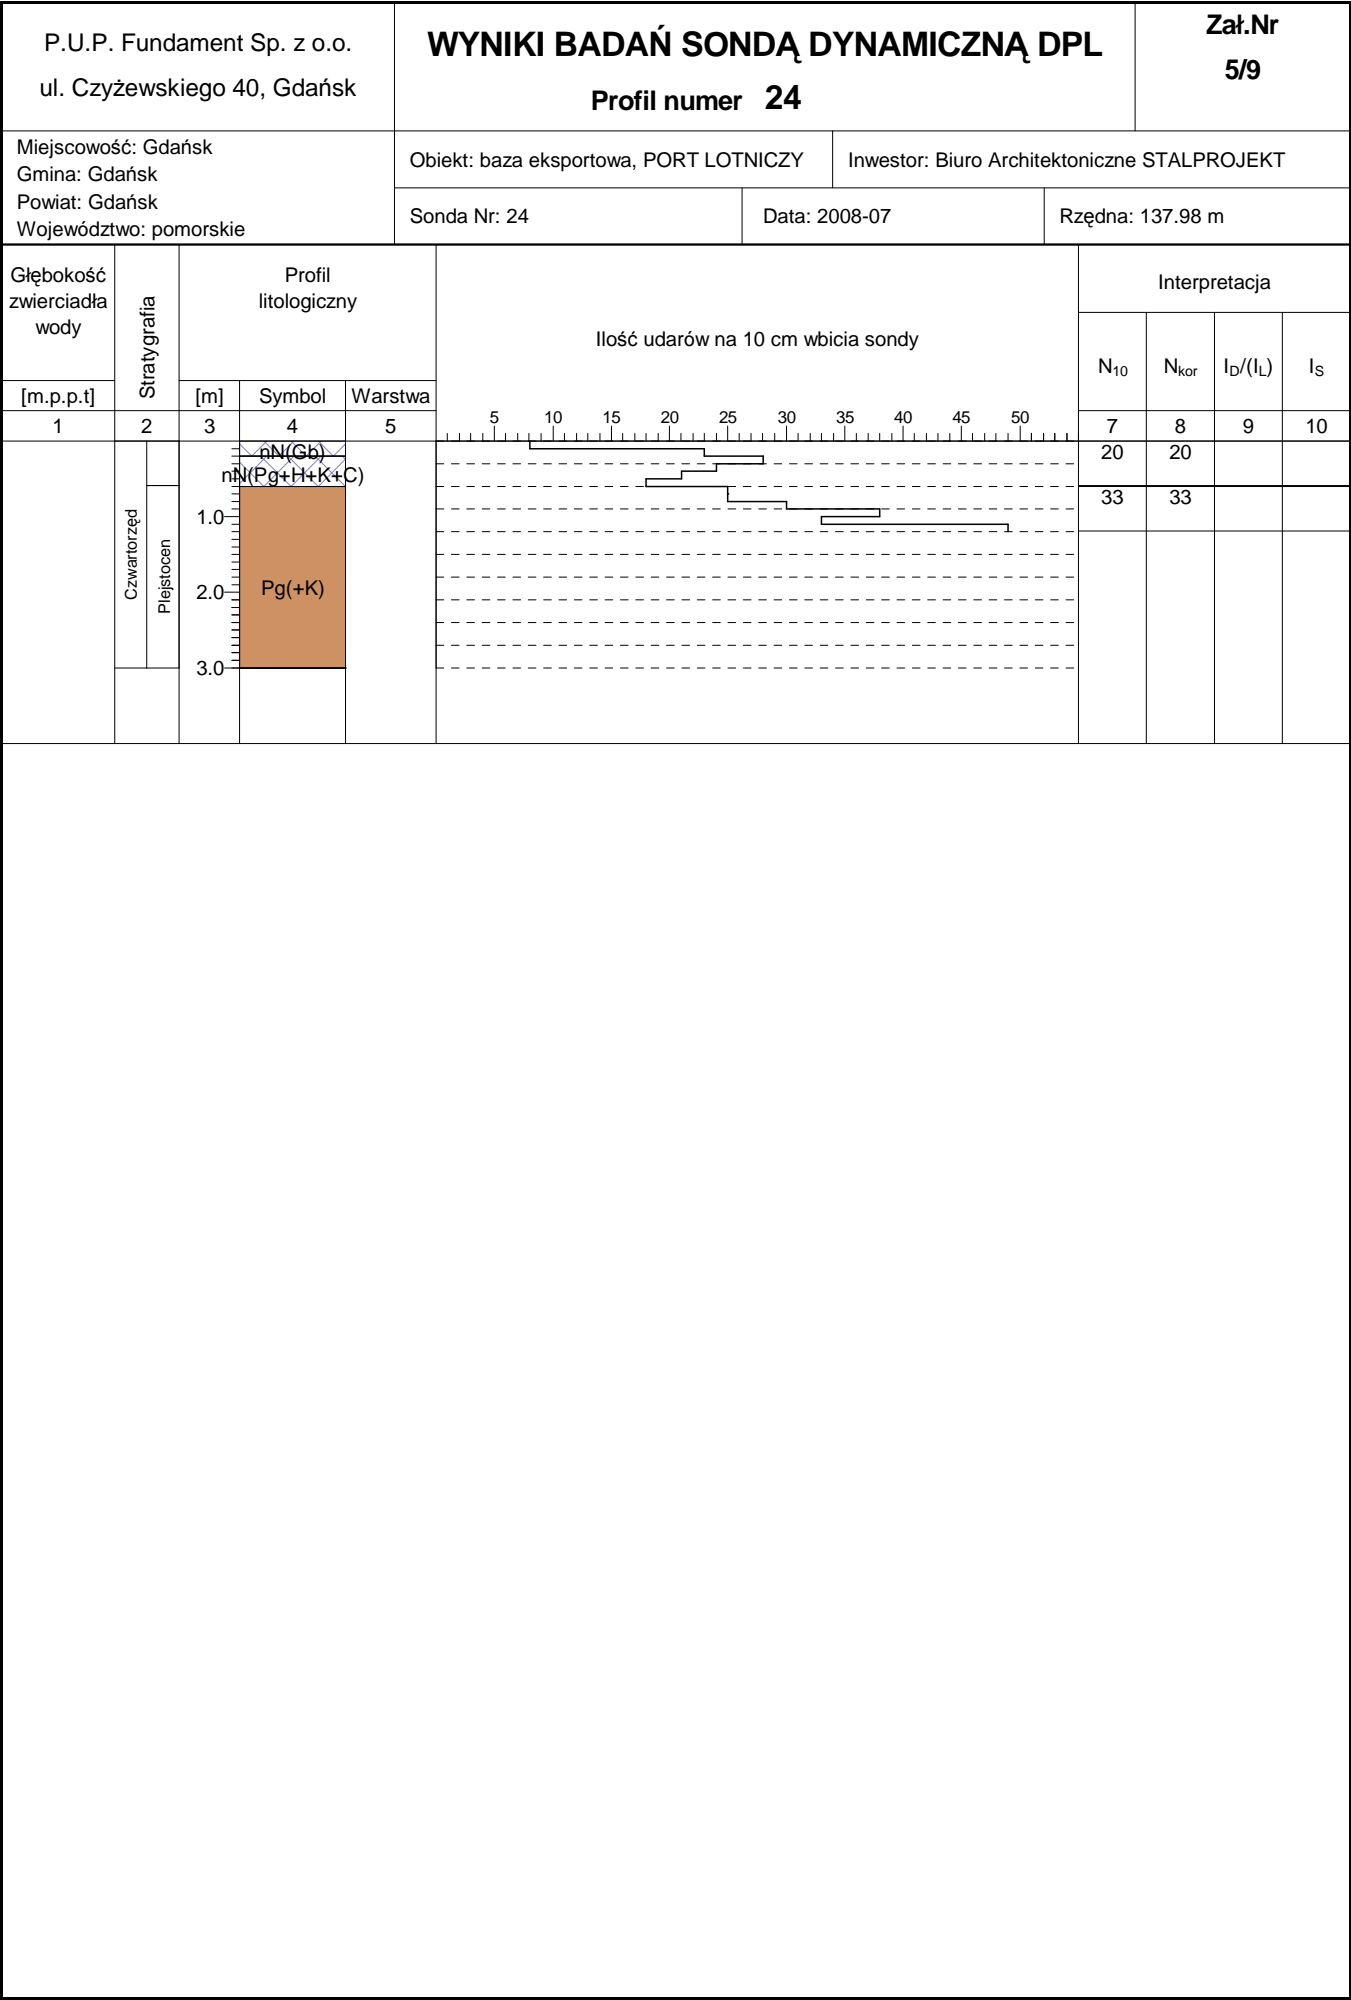 P.U.P. Fundament Sp. z o.o.
ul. Czyżewskiego 40, Gdańsk
WYNIKI BADAŃ SONDĄ DYNAMICZNĄ DPL
Profil numer 24
Zał.Nr
5/9
Miejscowość: Gdańsk
Gmina: Gdańsk
Powiat: Gdańsk
Województwo: pomorskie
Obiekt: baza eksportowa, PORT LOTNICZY
Inwestor: Biuro Architektoniczne STALPROJEKT
Sonda Nr: 24
Data: 2008-07
Rzędna: 137.98 m
Głębokość
zwierciadła
wody
[m.p.p.t]
Stratygrafia
Profil
litologiczny
[m] Symbol Warstwa
Ilość udarów na 10 cm wbicia sondy
5 10 15 20 25 30 35 40 45 50
Interpretacja
N10 Nkor ID/(IL) IS
1 2 3 4 5 7 8 9 10
nN(Gb)
nN(Pg+H+K+C)
20 20
33 33
1.0
Czwartorzęd
Plejstocen
2.0
Pg(+K)
3.0